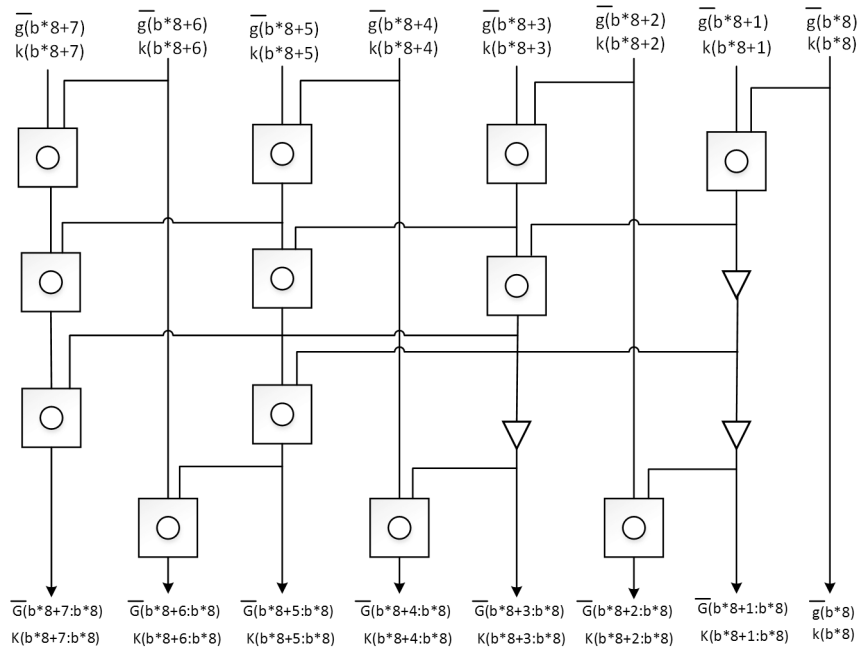 g̅(b*8+7) g̅(b*8+6) g̅(b*8+5) g̅(b*8+4) g̅(b*8+3) g̅(b*8+2) g̅(b*8+1) g̅(b*8)
k(b*8+7) k(b*8+6) k(b*8+5) k(b*8+4) k(b*8+3) k(b*8+2) k(b*8+1) k(b*8)
G̅(b*8+7:b*8) G̅(b*8+6:b*8) G̅(b*8+5:b*8) G̅(b*8+4:b*8) G̅(b*8+3:b*8) G̅(b*8+2:b*8) G̅(b*8+1:b*8) g̅(b*8)
K(b*8+7:b*8) K(b*8+6:b*8) K(b*8+5:b*8) K(b*8+4:b*8) K(b*8+3:b*8) K(b*8+2:b*8) K(b*8+1:b*8) k(b*8)